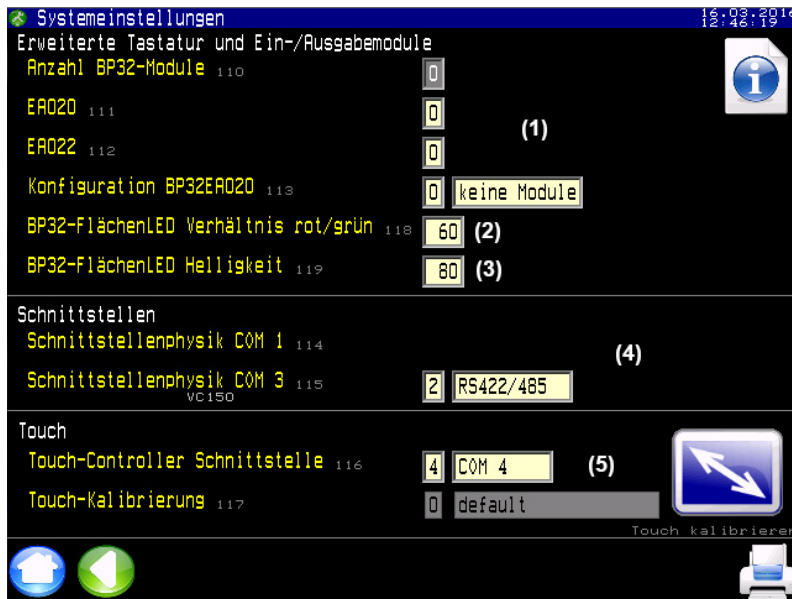 Systemeinstellungen 16.03.2016
12:46:19
Erweiterte Tastatur und Ein-/Ausgabemodule
Anzahl BP32-Module 110 0
EA020 111 0
(1)
EA022 112 0
Konfiguration BP32EA020 113 0 keine Module
BP32-FlächenLED Verhältnis rot/grün 118 60 (2)
BP32-FlächenLED Helligkeit 119 80 (3)
Schnittstellen
Schnittstellenphysik COM 1 114
(4)
Schnittstellenphysik COM 3 115 2 RS422/485
VC150
Touch
Touch-Controller Schnittstelle 116 4 COM 4 (5)
Touch-Kalibrierung 117 0 default
Touch kalibrieren